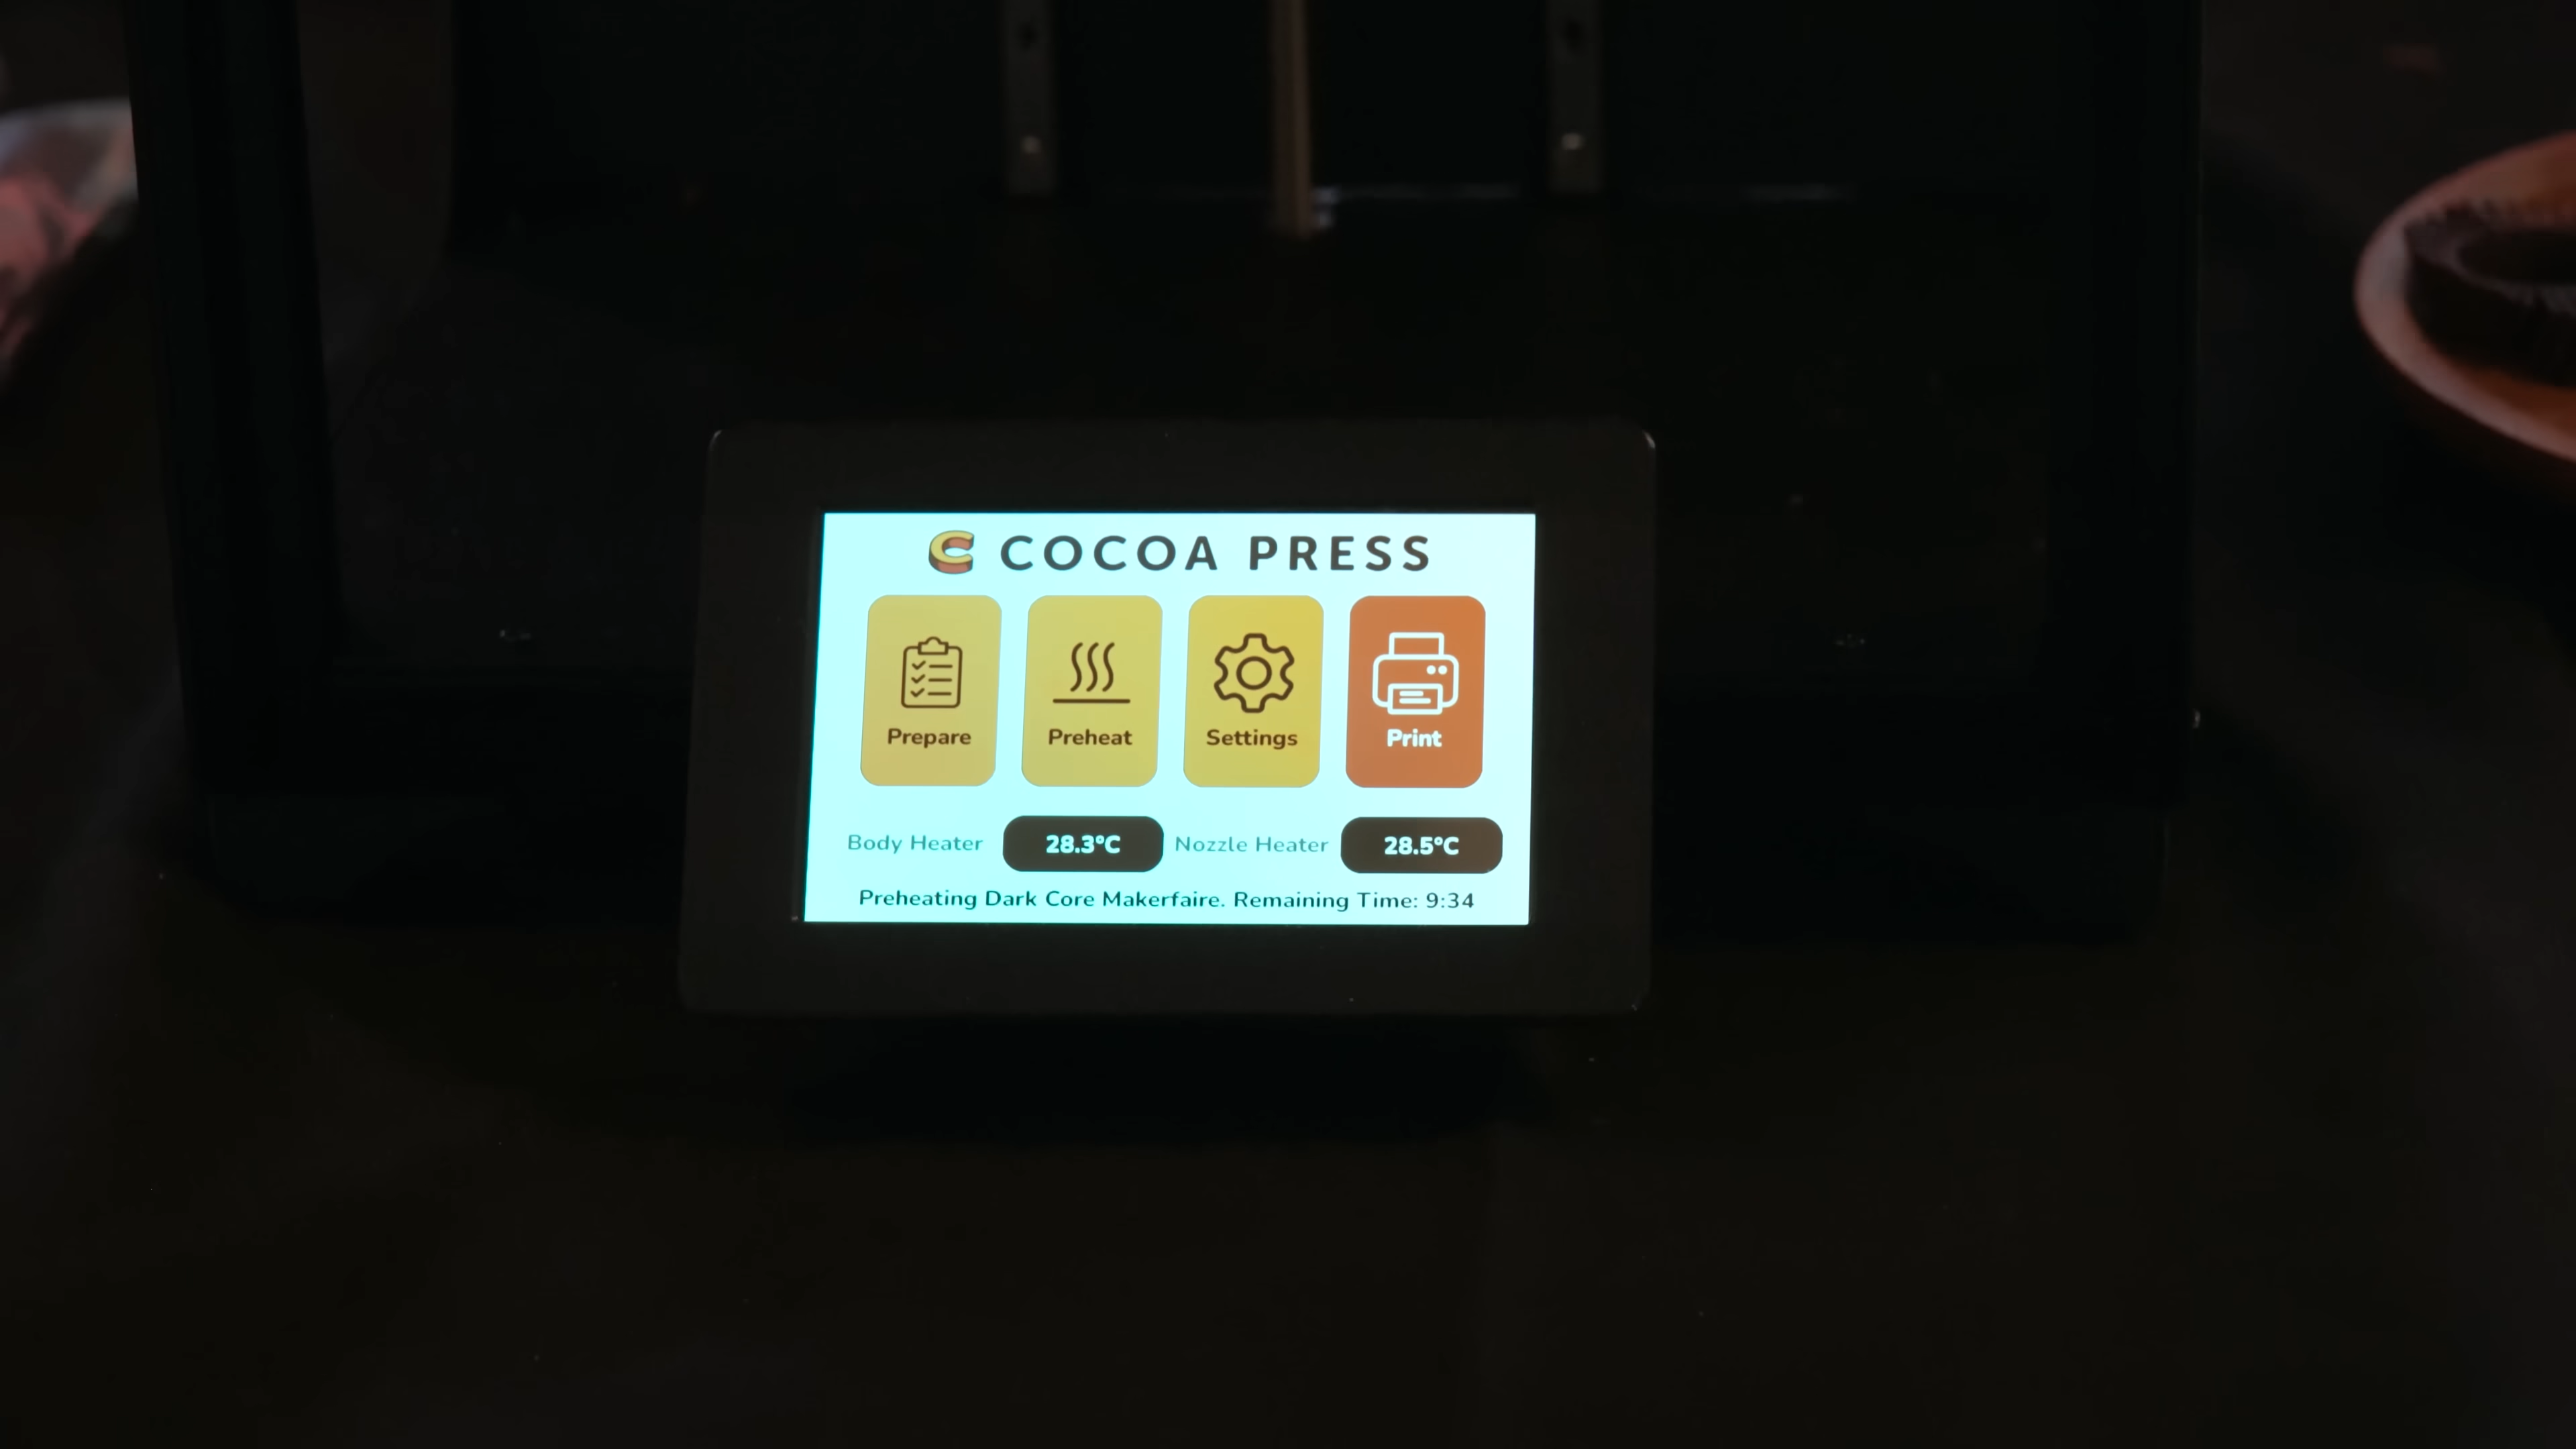 COCOA PRESS
Prepare Preheat Settings Print
Body Heater 28.3°C Nozzle Heater 28.5°C
Preheating Dark Core Makerfaire. Remaining Time: 9:34